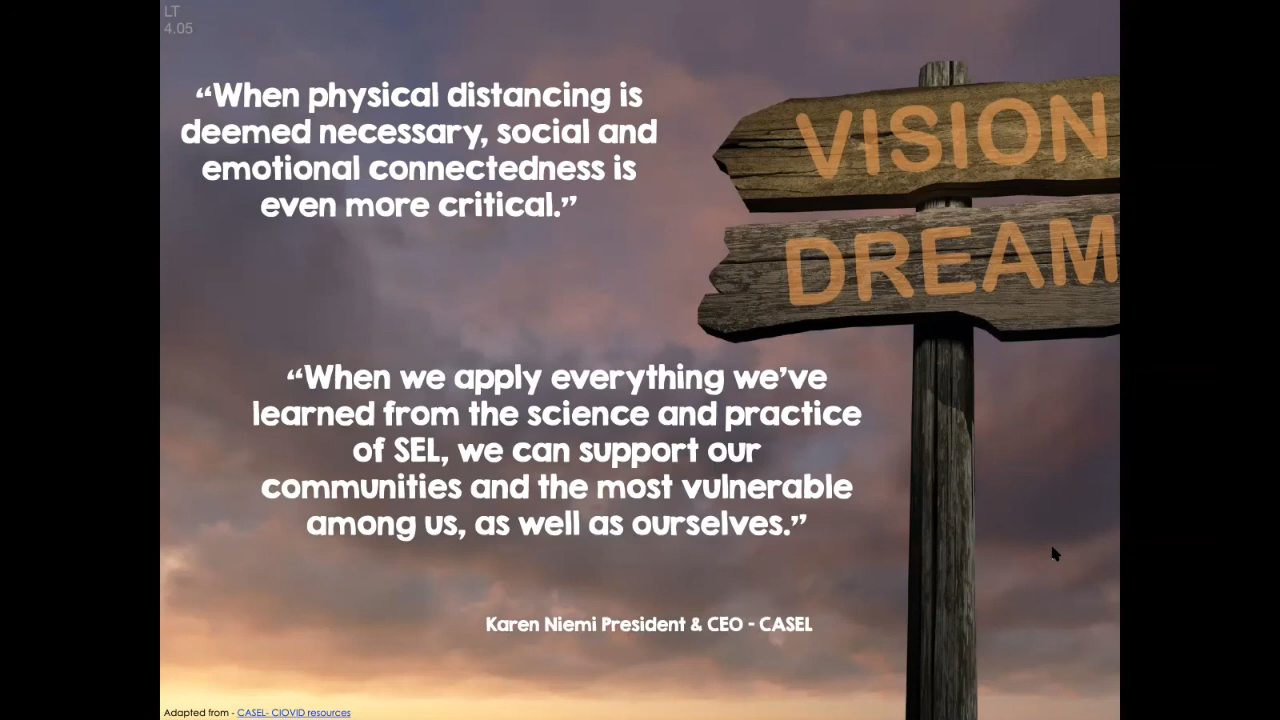 LT
4.05
“When physical distancing is
deemed necessary, social and
emotional connectedness is
even more critical.”
VISION
DREAM
“When we apply everything we’ve
learned from the science and practice
of SEL, we can support our
communities and the most vulnerable
among us, as well as ourselves.”
Karen Niemi President & CEO - CASEL
Adapted from - CASEL- CIOVID resources